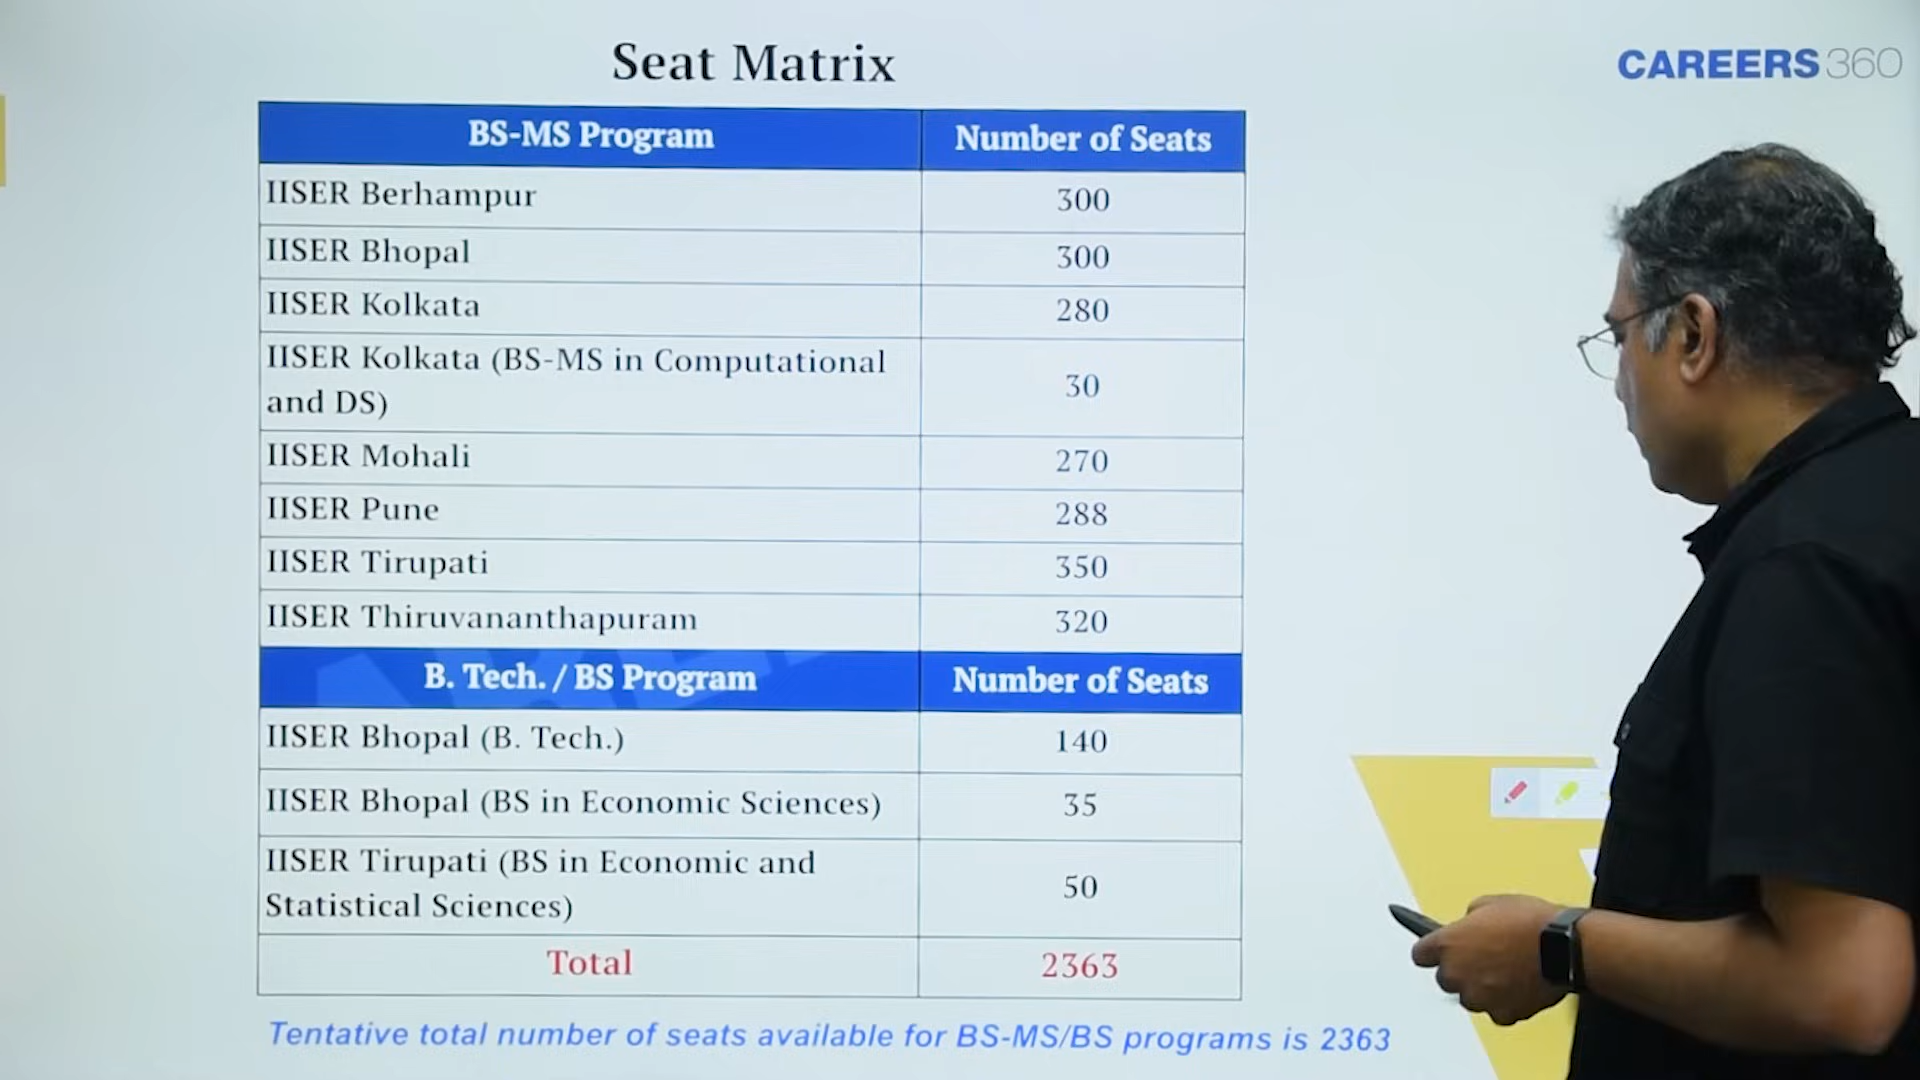 Seat Matrix
CAREERS360
BS-MS Program
Number of Seats
IISER Berhampur
300
IISER Bhopal
300
IISER Kolkata
280
IISER Kolkata (BS-MS in Computational
and DS)
30
IISER Mohali
270
IISER Pune
288
IISER Tirupati
350
IISER Thiruvananthapuram
320
B. Tech. / BS Program
Number of Seats
IISER Bhopal (B. Tech.)
140
IISER Bhopal (BS in Economic Sciences)
35
IISER Tirupati (BS in Economic and
Statistical Sciences)
50
Total
2363
Tentative total number of seats available for BS-MS/BS programs is 2363